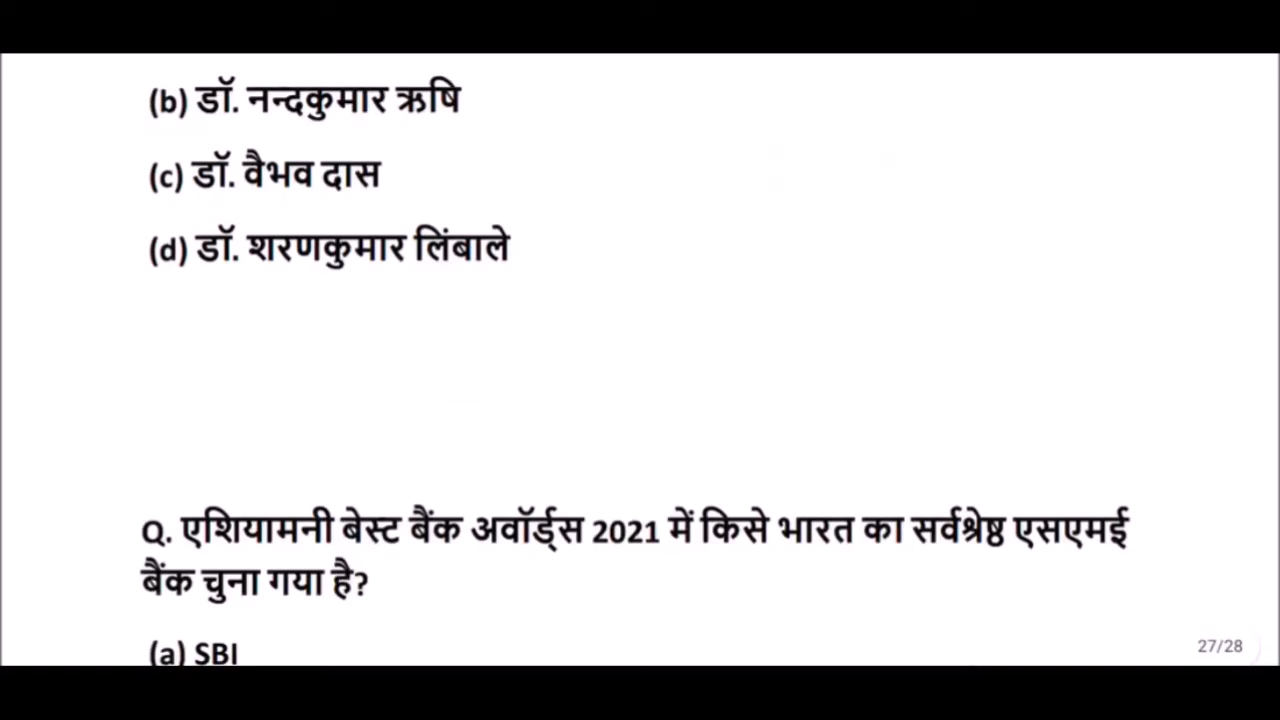 (b) डॉ. नन्दकुमार ऋषि
(c) डॉ. वैभव दास
(d) डॉ. शरणकुमार लिंबाले
Q. एशियामनी बेस्ट बैंक अवॉर्ड्स 2021 में किसे भारत का सर्वश्रेष्ठ एसएमई
बैंक चुना गया है?
(a) SBI
27/28